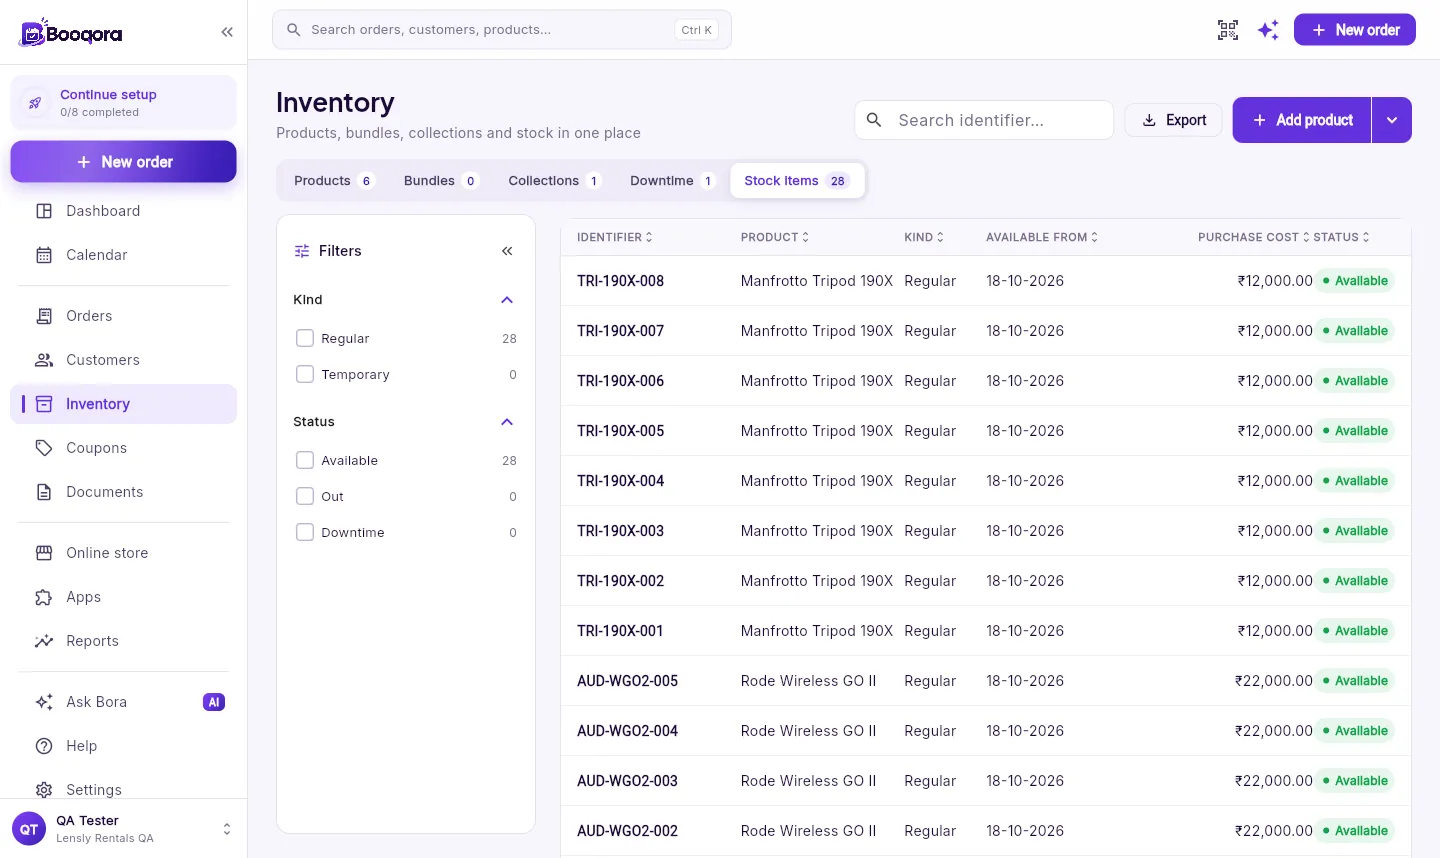 Booqora
Search orders, customers, products...
Ctrl K
New order
Continue setup
0/8 completed
New order
Dashboard
Calendar
Orders
Customers
Inventory
Coupons
Documents
Online store
Apps
Reports
Ask Bora AI
Help
Settings
QT
QA Tester
Lensly Rentals QA
Inventory
Products, bundles, collections and stock in one place
Search identifier...
Export
Add product
Products 6 Bundles 0 Collections 1 Downtime 1 Stock Items 28
Filters
Kind
Regular 28
Temporary 0
Status
Available 28
Out 0
Downtime 0
IDENTIFIER PRODUCT KIND AVAILABLE FROM PURCHASE COST STATUS
TRI-190X-008 Manfrotto Tripod 190X Regular 18-10-2026 ₹12,000.00 Available
TRI-190X-007 Manfrotto Tripod 190X Regular 18-10-2026 ₹12,000.00 Available
TRI-190X-006 Manfrotto Tripod 190X Regular 18-10-2026 ₹12,000.00 Available
TRI-190X-005 Manfrotto Tripod 190X Regular 18-10-2026 ₹12,000.00 Available
TRI-190X-004 Manfrotto Tripod 190X Regular 18-10-2026 ₹12,000.00 Available
TRI-190X-003 Manfrotto Tripod 190X Regular 18-10-2026 ₹12,000.00 Available
TRI-190X-002 Manfrotto Tripod 190X Regular 18-10-2026 ₹12,000.00 Available
TRI-190X-001 Manfrotto Tripod 190X Regular 18-10-2026 ₹12,000.00 Available
AUD-WGO2-005 Rode Wireless GO II Regular 18-10-2026 ₹22,000.00 Available
AUD-WGO2-004 Rode Wireless GO II Regular 18-10-2026 ₹22,000.00 Available
AUD-WGO2-003 Rode Wireless GO II Regular 18-10-2026 ₹22,000.00 Available
AUD-WGO2-002 Rode Wireless GO II Regular 18-10-2026 ₹22,000.00 Available